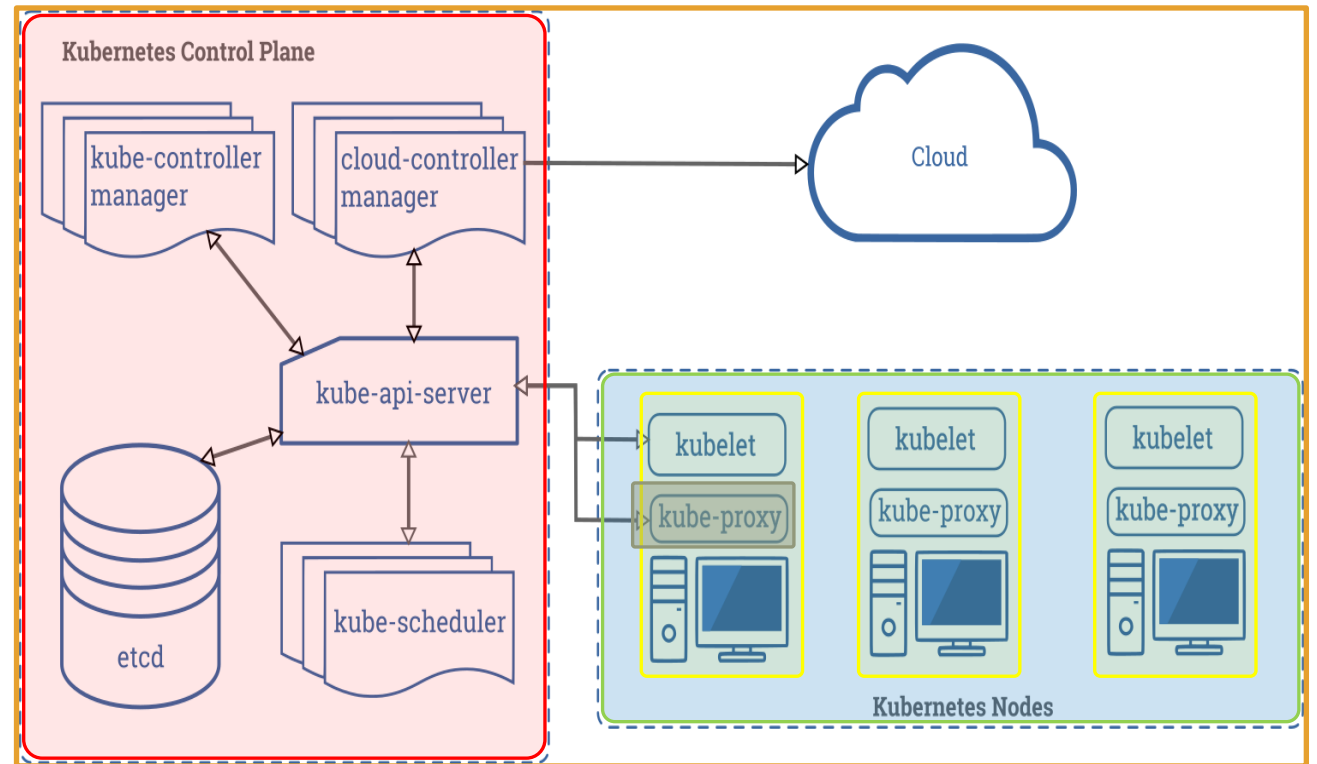 Kubernetes Control Plane
kube-controller
manager
cloud-controller
manager
Cloud
kube-api-server
etcd
kube-scheduler
kubelet
kube-proxy
kubelet
kube-proxy
kubelet
kube-proxy
Kubernetes Nodes